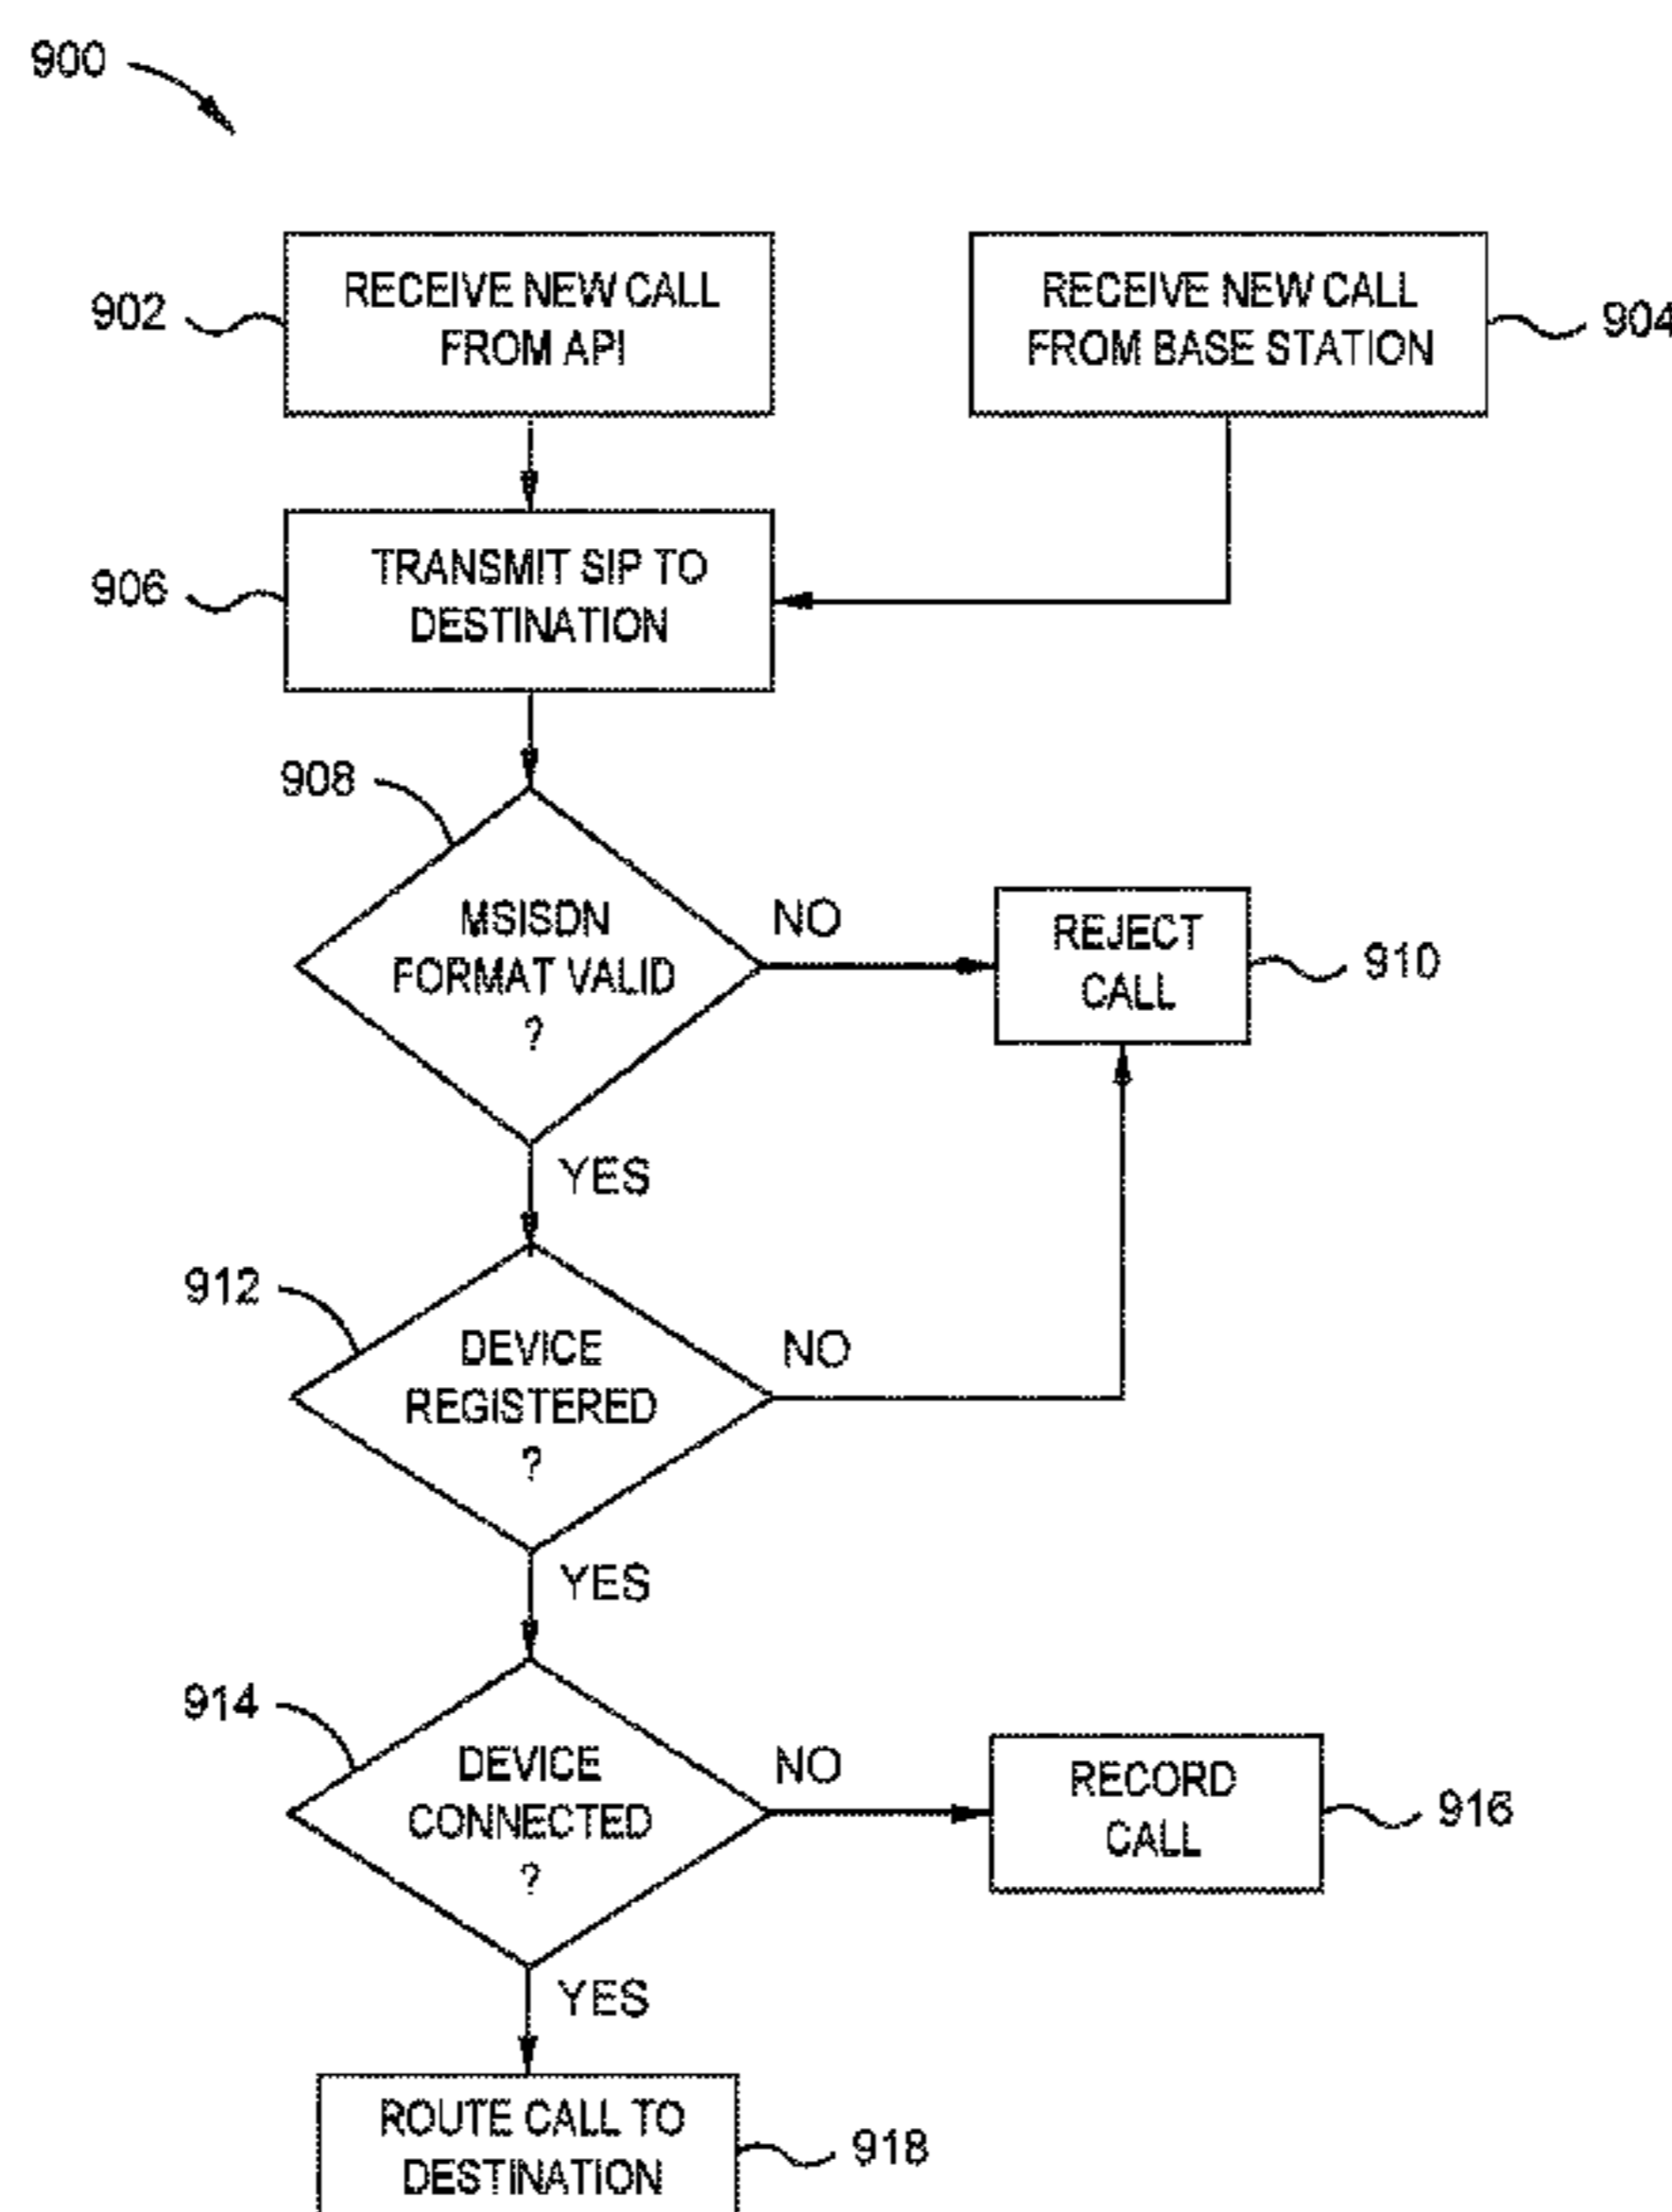 900
RECEIVE NEW CALL
FROM API
902
RECEIVE NEW CALL
FROM BASE STATION
904
TRANSMIT SIP TO
DESTINATION
906
908
MSISDN
FORMAT VALID
?
NO
REJECT
CALL
910
YES
912
DEVICE
REGISTERED
?
NO
YES
914
DEVICE
CONNECTED
?
NO
RECORD
CALL
916
YES
ROUTE CALL TO
DESTINATION
918